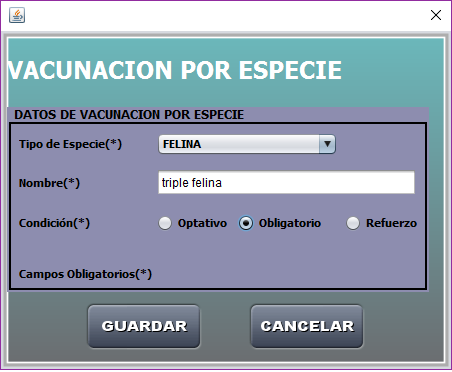 VACUNACION POR ESPECIE
DATOS DE VACUNACION POR ESPECIE
Tipo de Especie(*) FELINA
Nombre(*) triple felina
Condición(*) Optativo Obligatorio Refuerzo
Campos Obligatorios(*)
GUARDAR CANCELAR